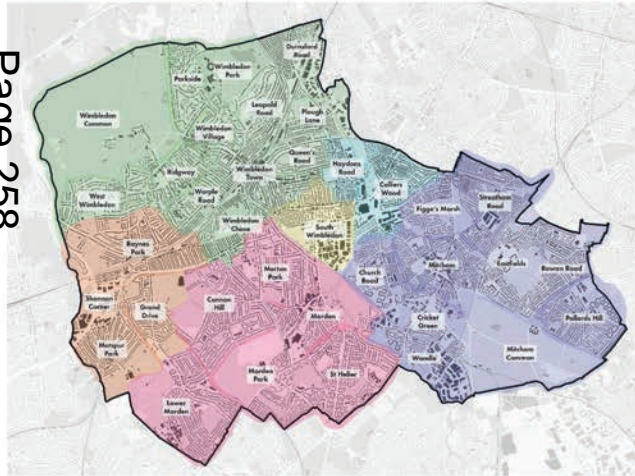 Page 258
Durnsford
Road
Wimbledon
Park
Parkside
Leopold
Road
Plough
Lane
Wimbledon
Common
Wimbledon
Village
Queen's
Road
Haydons
Road
Ridgway
Wimbledon
Town
Colliers
Wood
Streatham
Road
West
Wimbledon
Worple
Road
Figge's Marsh
Wimbledon
Chase
South
Wimbledon
Raynes
Park
Eastfields
Rowan Road
Merton
Park
Church
Road
Mitcham
Shannon
Corner
Grand
Drive
Cannon
Hill
Morden
Cricket
Green
Pollards Hill
Motspur
Park
Mitcham
Common
Wandle
Morden
Park
St Helier
Lower
Morden